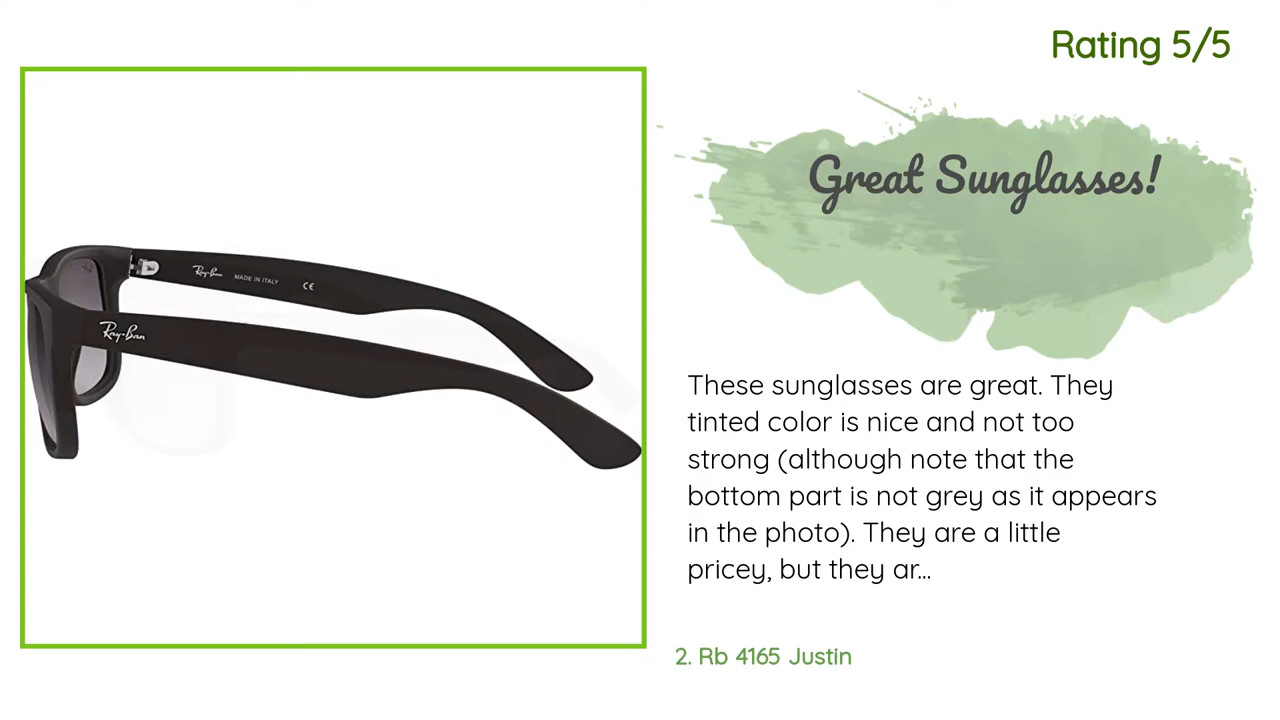 Rating 5/5
Great Sunglasses!
Ray-Ban MADE IN ITALY CE
Ray-Ban
These sunglasses are great. They
tinted color is nice and not too
strong (although note that the
bottom part is not grey as it appears
in the photo). They are a little
pricey, but they ar...
2. Rb 4165 Justin